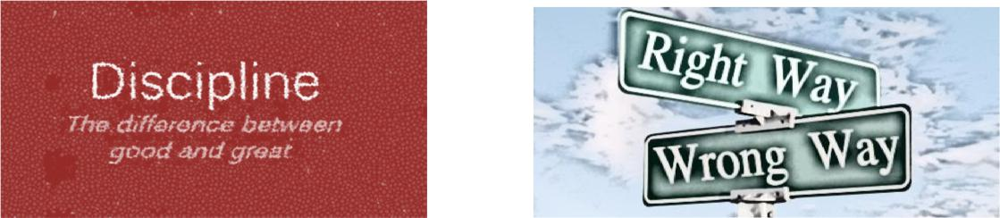 Discipline
The difference between
good and great
Right Way
Wrong Way